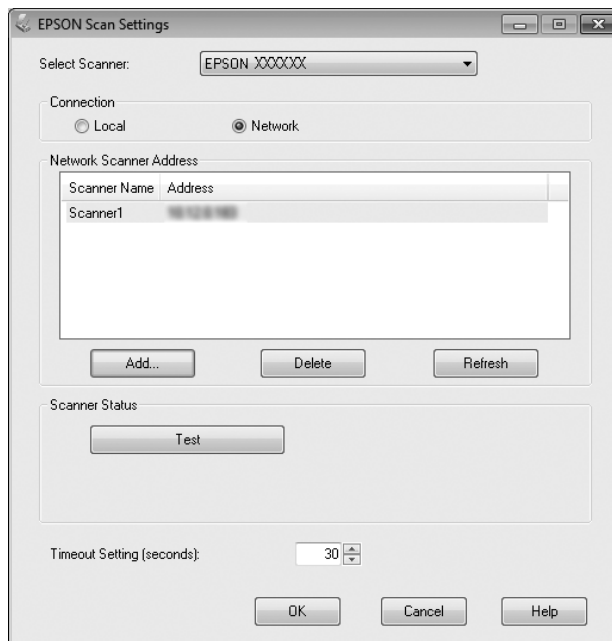 EPSON Scan Settings
Select Scanner: EPSON XXXXXX
Connection
Local Network
Network Scanner Address
Scanner Name Address
Scanner1
Add... Delete Refresh
Scanner Status
Test
Timeout Setting (seconds): 30
OK Cancel Help